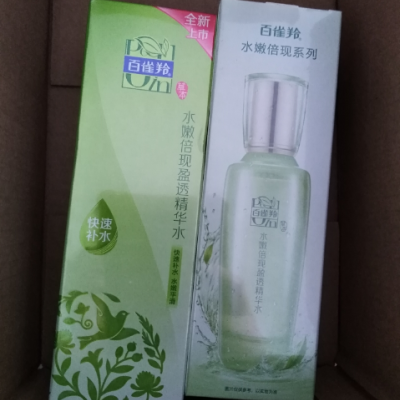 全新
上市
百雀羚
水嫩倍现盈透精华水
快速
补水
百雀羚
水嫩倍现系列
百雀羚
水嫩倍现盈透精华水